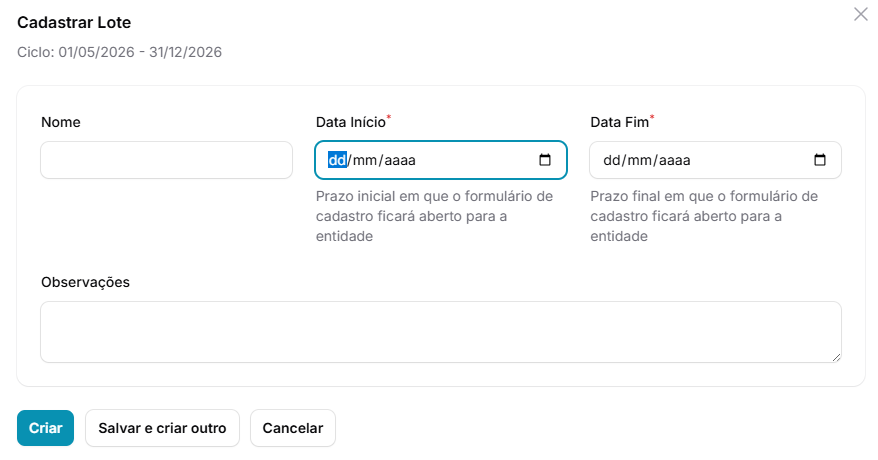 Cadastrar Lote
Ciclo: 01/05/2026 - 31/12/2026
Nome
Data Início*
Data Fim*
dd/mm/aaaa
dd/mm/aaaa
Prazo inicial em que o formulário de
cadastro ficará aberto para a
entidade
Prazo final em que o formulário de
cadastro ficará aberto para a
entidade
Observações
Criar
Salvar e criar outro
Cancelar